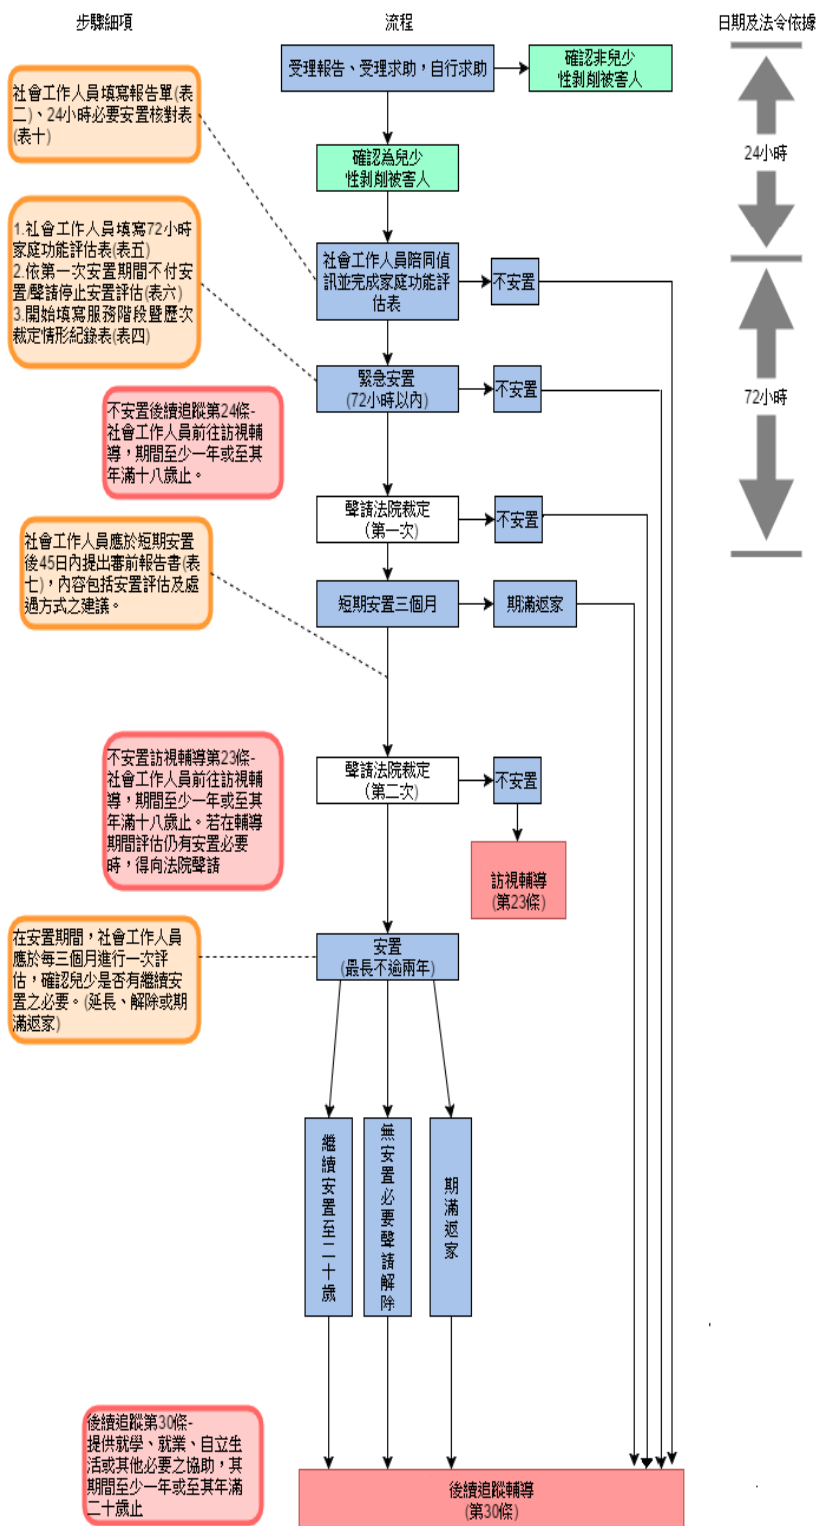 步驟細項
流程
日期及法令依據
受理報告、受理求助，自行求助
確認非兒少
性剝削被害人
社會工作人員填寫報告單(表
二)、24小時必要安置核對表
(表十)
24小時
確認為兒少
性剝削被害人
1.社會工作人員填寫72小時
家庭功能評估表(表五)
2.依第一次安置期間不付安
置/聲請停止安置評估(表六)
3.開始填寫服務階段暨歷次
裁定情形紀錄表(表四)
社會工作人員陪同偵
訊並完成家庭功能評
估表
不安置
緊急安置
(72小時以內)
不安置
72小時
不安置後續追蹤第24條-
社會工作人員前往訪視輔
導，期間至少一年或至其
年滿十八歲止。
聲請法院裁定
（第一次）
不安置
社會工作人員應於短期安置
後45日內提出審前報告書(表
七)，內容包括安置評估及處
遇方式之建議。
短期安置三個月
期滿返家
不安置訪視輔導第23條-
社會工作人員前往訪視輔
導，期間至少一年或至其
年滿十八歲止。若在輔導
期間評估仍有安置必要
時，得向法院聲請
聲請法院裁定
（第二次）
不安置
訪視輔導
(第23條)
在安置期間，社會工作人員
應於每三個月進行一次評
估，確認兒少是否有繼續安
置之必要。(延長、解除或期
滿返家)
安置
(最長不逾兩年)
繼續安置至二十歲
無安置必要聲請解除
期滿返家
後續追蹤第30條-
提供就學、就業、自立生
活或其他必要之協助，其
期間至少一年或至其年滿
二十歲止
後續追蹤輔導
(第30條)